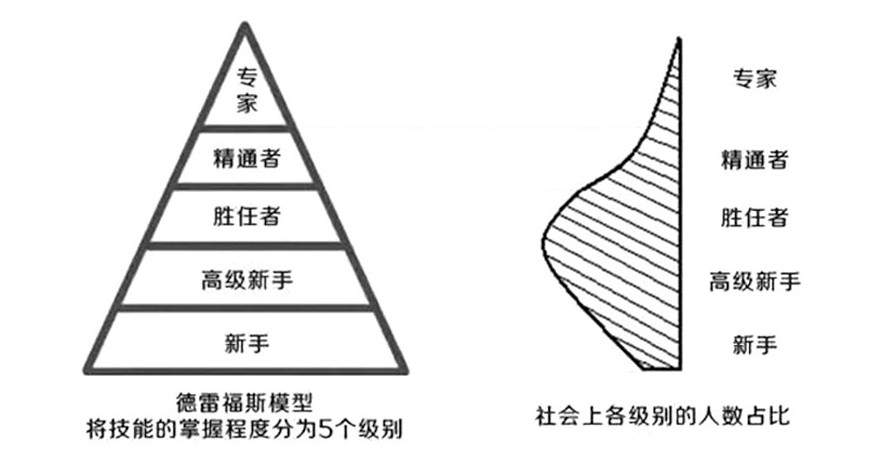 专
家
精通者
胜任者
高级新手
新手
德雷福斯模型
将技能的掌握程度分为5个级别
专家
精通者
胜任者
高级新手
新手
社会上各级别的人数占比